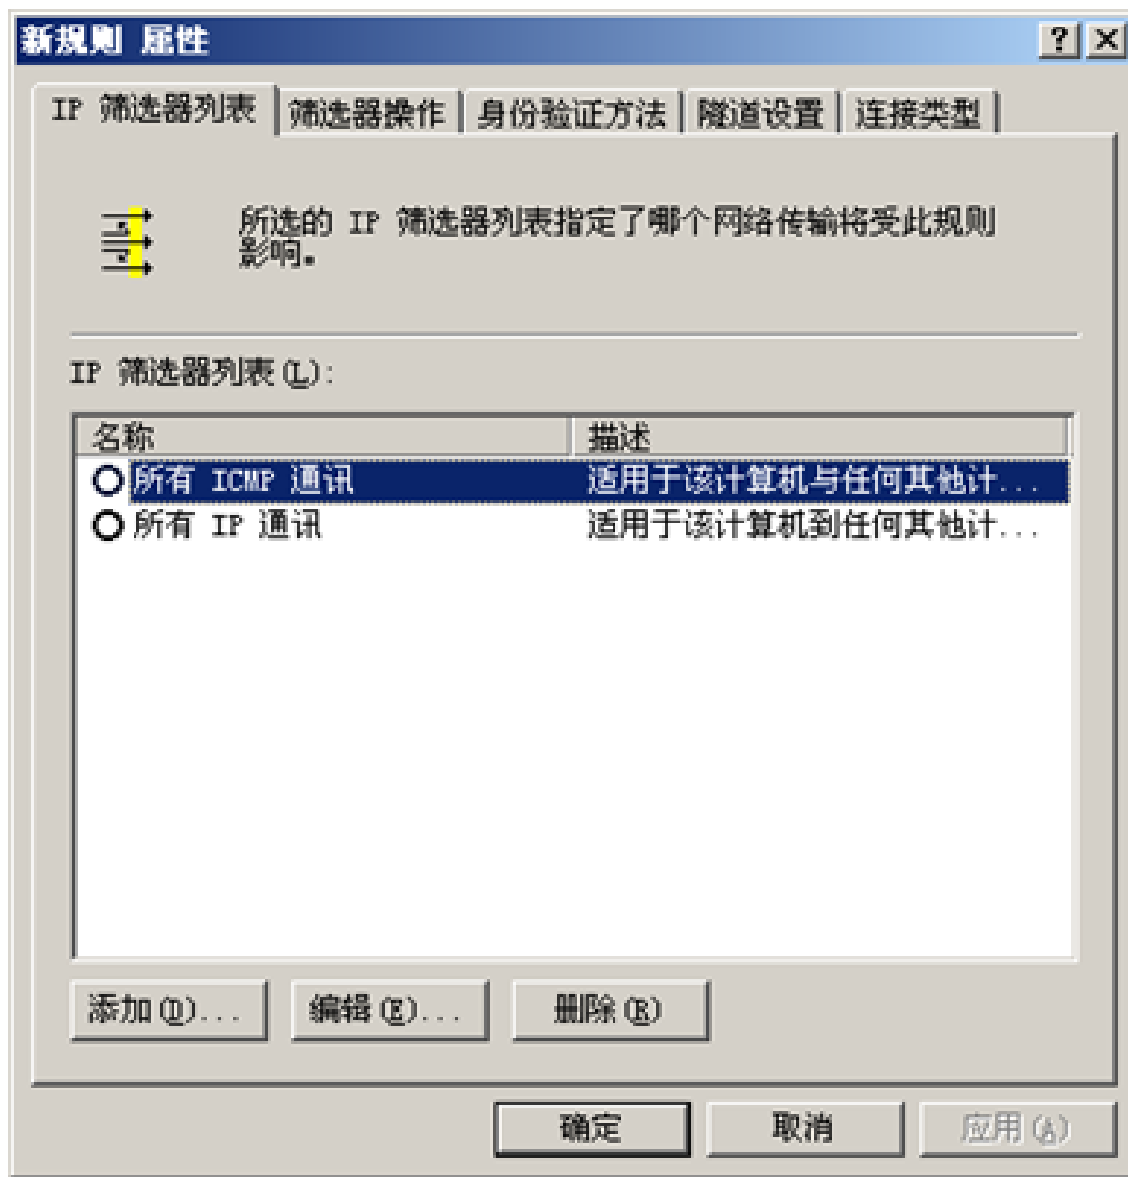 新规则 属性
IP 筛选器列表 筛选器操作 身份验证方法 隧道设置 连接类型
所选的 IP 筛选器列表指定了哪个网络传输将受此规则
影响。
IP 筛选器列表(L):
名称 描述
所有 ICMP 通讯 适用于该计算机与任何其他计...
所有 IP 通讯 适用于该计算机到任何其他计...
添加(D)... 编辑(E)... 删除(R)
确定 取消 应用(A)